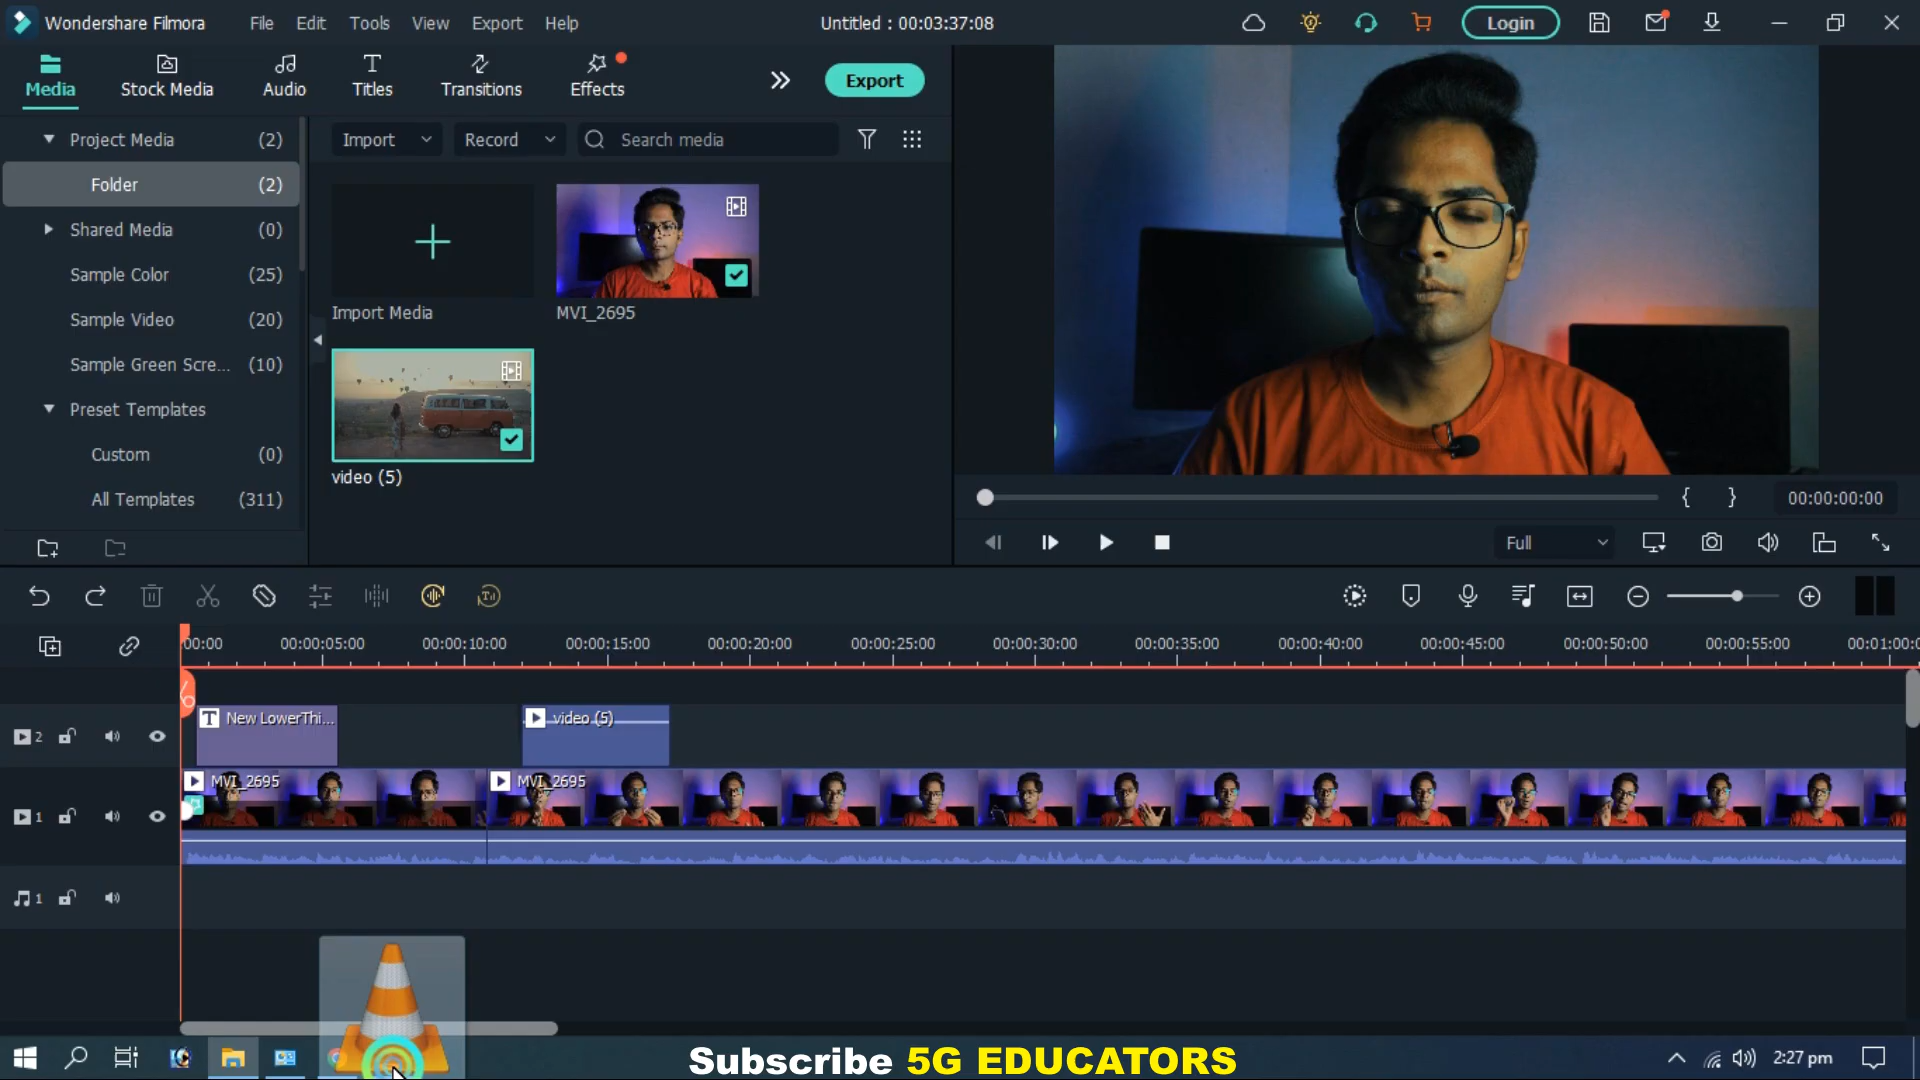 Wondershare Filmora
File Edit Tools View Export Help
Untitled : 00:03:37:08
Login
Media
Stock Media
Audio
Titles
Transitions
Effects
Export
Project Media (2)
Folder (2)
Shared Media (0)
Sample Color (25)
Sample Video (20)
Sample Green Scre... (10)
Preset Templates
Custom (0)
All Templates (311)
Import
Record
Search media
Import Media
MVI_2695
video (5)
{ } 00:00:00:00
Full
:00:00 00:00:05:00 00:00:10:00 00:00:15:00 00:00:20:00 00:00:25:00 00:00:30:00 00:00:35:00 00:00:40:00 00:00:45:00 00:00:50:00 00:00:55:00 00:01:00:0
2
T New LowerThi...
video (5)
1
MVI_2695
MVI_2695
1
Subscribe 5G EDUCATORS
2:27 pm